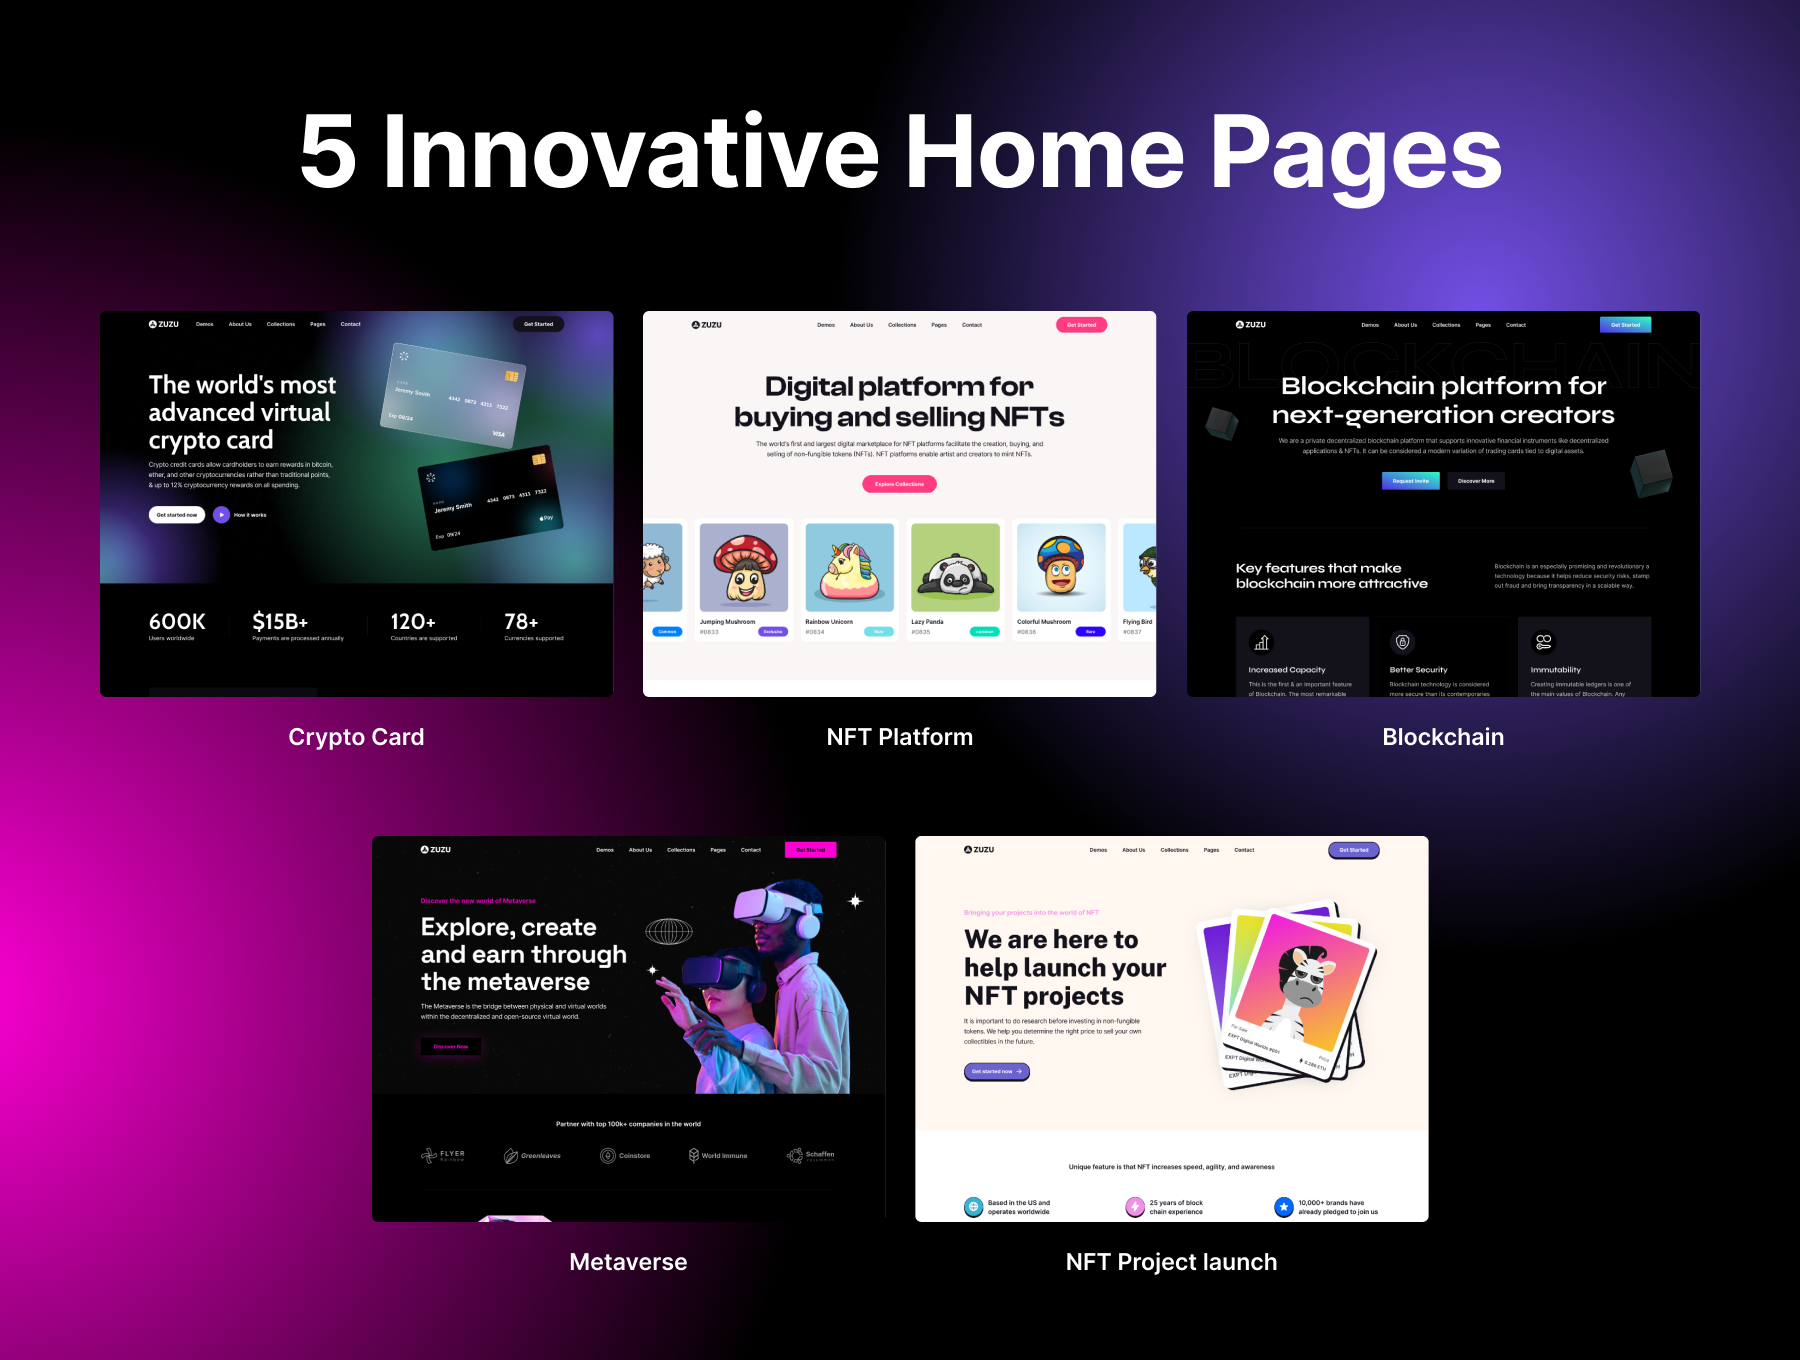 5 Innovative Home Pages
ZUZU Demos About Us Collections Pages Contact Get Started
The world's most
advanced virtual
crypto card
Crypto credit cards allow cardholders to earn rewards in bitcoin,
ether, and other cryptocurrencies rather than traditional points,
& up to 12% cryptocurrency rewards on all spending.
Get started now How it works
NAME
Jeremy Smith 4342 0873 4311 7322
Exp 09/24
VISA
NAME
Jeremy Smith 4342 0873 4311 7322
Exp 09/24
Pay
600K $15B+ 120+ 78+
Users worldwide Payments are processed annually Countries are supported Currencies supported
Crypto Card
ZUZU Demos About Us Collections Pages Contact Get Started
Digital platform for
buying and selling NFTs
The world's first and largest digital marketplace for NFT platforms facilitate the creation, buying, and
selling of non-fungible tokens (NFTs). NFT platforms enable artist and creators to mint NFTs.
Explore Collections
Common
Jumping Mushroom
#0833 Exclusive
Rainbow Unicorn
#0834
Lazy Panda
#0835 common
Colorful Mushroom
#0836
Flying Bird
#0837
NFT Platform
ZUZU Demos About Us Collections Pages Contact Get Started
BLOCKCHAIN
Blockchain platform for
next-generation creators
We are a private decentralized blockchain platform that supports innovative financial instruments like decentralized
applications & NFTs. It can be considered a modern variation of trading cards tied to digital assets.
Request Invite Discover More
Key features that make
blockchain more attractive
Blockchain is an especially promising and revolutionary a
technology because it helps reduce security risks, stamp
out fraud and bring transparency in a scalable way.
Increased Capacity
This is the first & an important feature
of Blockchain. The most remarkable
Better Security
Blockchain technology is considered
more secure than its contemporaries
Immutability
Creating immutable ledgers is one of
the main values of Blockchain. Any
Blockchain
ZUZU Demos About Us Collections Pages Contact Get Started
Discover the new world of Metaverse
Explore, create
and earn through
the metaverse
The Metaverse is the bridge between physical and virtual worlds
within the decentralized and open-source virtual world.
Discover Now
Partner with top 100k+ companies in the world
FLYER
Rainbow
Greenleaves
Coinstore
World Immune
Schaffen
Metaverse
ZUZU Demos About Us Collections Pages Contact Get Started
Bringing your projects into the world of NFT
We are here to
help launch your
NFT projects
It is important to do research before investing in non-fungible
tokens. We help you determine the right price to sell your own
collectibles in the future.
Get started now
For Sale Price
EXPT Digital Worlds #001 0.286 ETH
EXPT Digital
Unique feature is that NFT increases speed, agility, and awareness
Based in the US and
operates worldwide
25 years of block
chain experience
10,000+ brands have
already pledged to join us
NFT Project launch